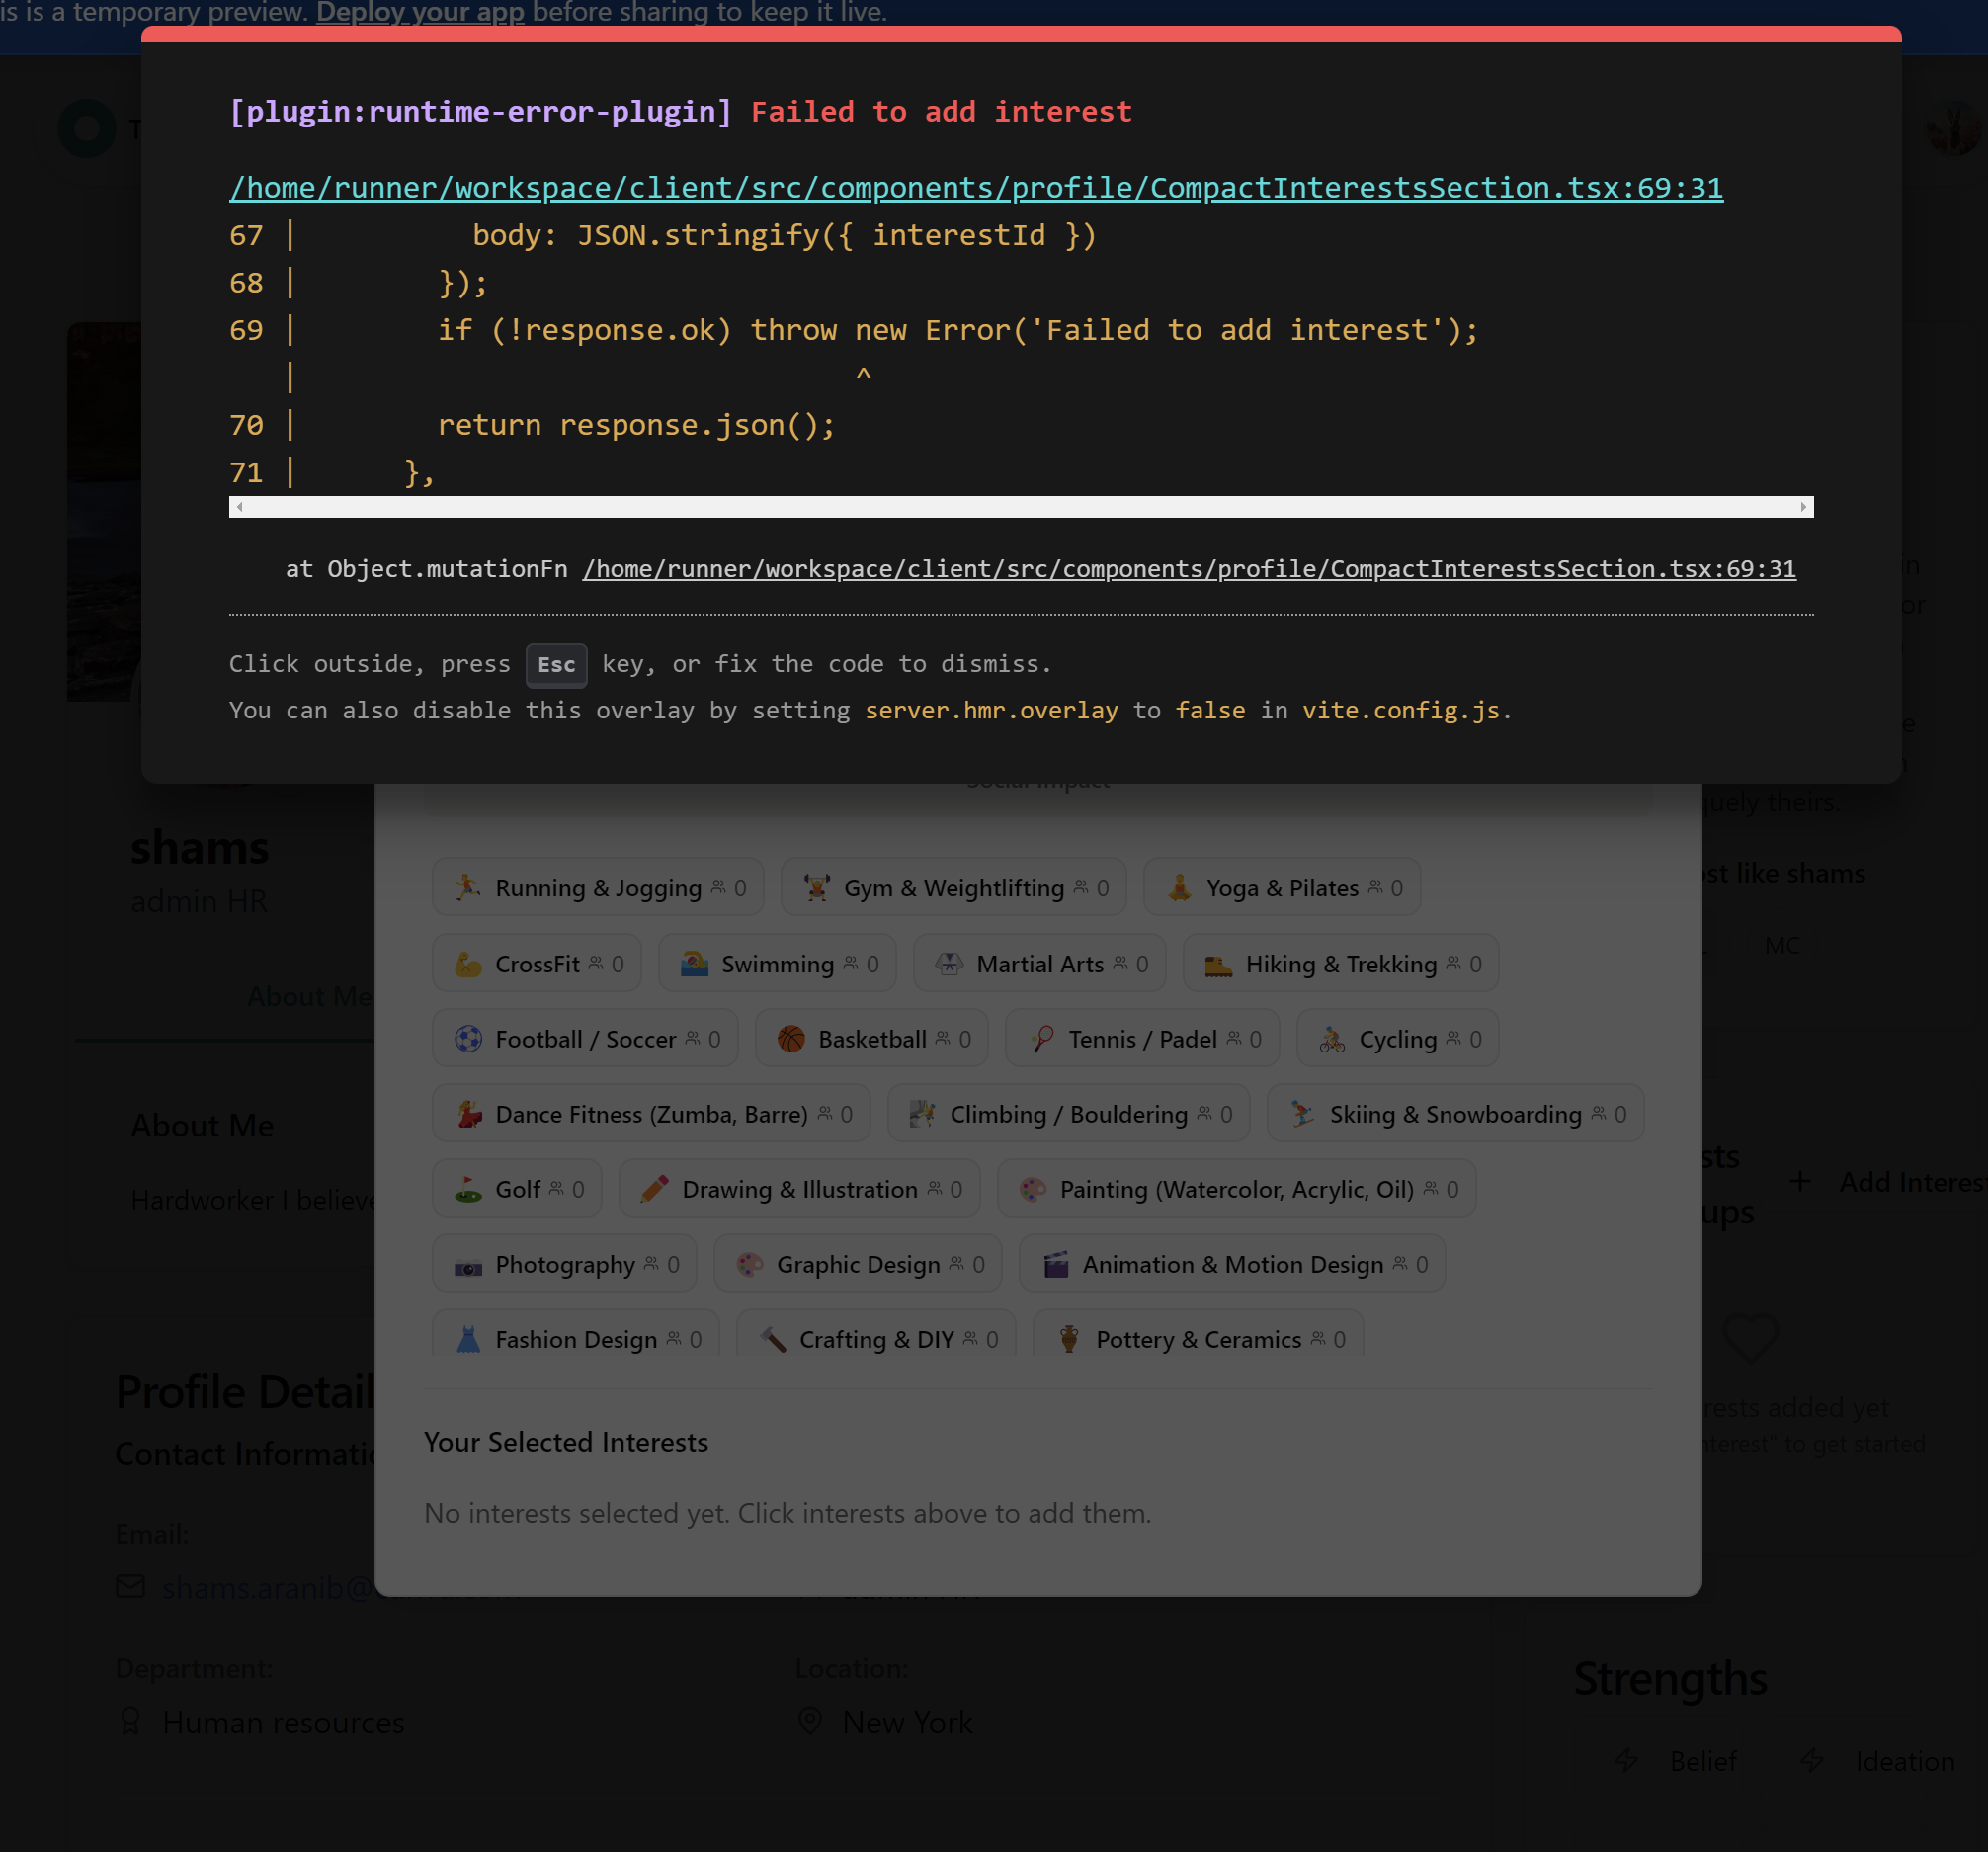 is is a temporary preview. Deploy your app before sharing to keep it live.
[plugin:runtime-error-plugin] Failed to add interest
/home/runner/workspace/client/src/components/profile/CompactInterestsSection.tsx:69:31
67 |          body: JSON.stringify({ interestId })
68 |        });
69 |        if (!response.ok) throw new Error('Failed to add interest');
   |                                ^
70 |        return response.json();
71 |      },
at Object.mutationFn /home/runner/workspace/client/src/components/profile/CompactInterestsSection.tsx:69:31
Click outside, press Esc key, or fix the code to dismiss.
You can also disable this overlay by setting server.hmr.overlay to false in vite.config.js.
Social Impact
uely theirs.
shams
admin HR
ost like shams
MC
About Me
Running & Jogging 0 Gym & Weightlifting 0 Yoga & Pilates 0
CrossFit 0 Swimming 0 Martial Arts 0 Hiking & Trekking 0
Football / Soccer 0 Basketball 0 Tennis / Padel 0 Cycling 0
Dance Fitness (Zumba, Barre) 0 Climbing / Bouldering 0 Skiing & Snowboarding 0
Golf 0 Drawing & Illustration 0 Painting (Watercolor, Acrylic, Oil) 0
Photography 0 Graphic Design 0 Animation & Motion Design 0
Fashion Design 0 Crafting & DIY 0 Pottery & Ceramics 0
Your Selected Interests
No interests selected yet. Click interests above to add them.
About Me
Hardworker I believe
sts
ups
+ Add Interes
rests added yet
nterest" to get started
Profile Detail
Contact Informatio
Email:
shams.aranib@
Department:
Human resources
Location:
New York
Strengths
Belief
Ideation